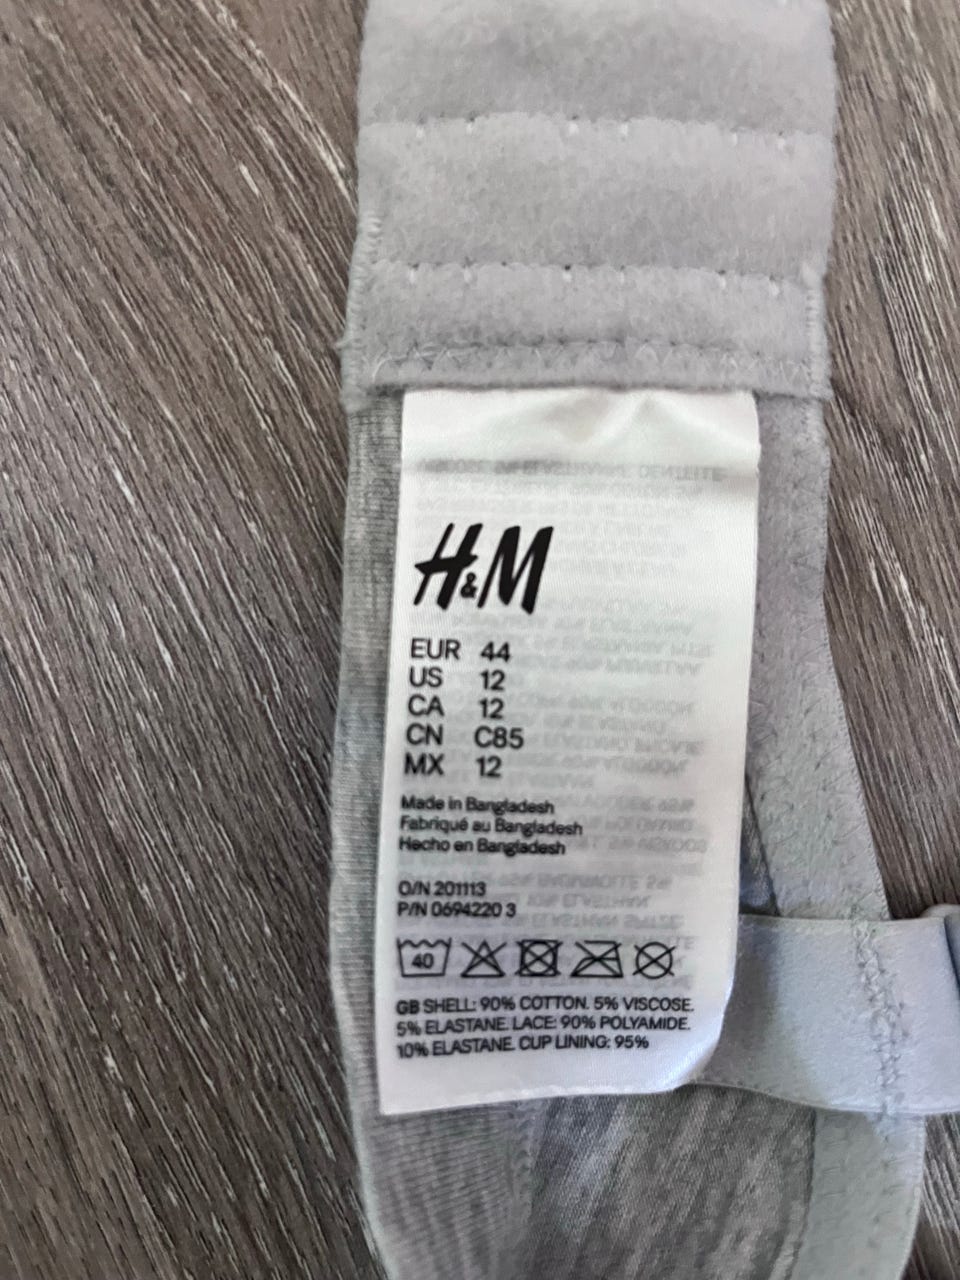 H&M
EUR 44
US 12
CA 12
CN C85
MX 12
Made in Bangladesh
Fabriqué au Bangladesh
Hecho en Bangladesh
O/N 201113
P/N 0694220 3
40
GB SHELL: 90% COTTON. 5% VISCOSE.
5% ELASTANE. LACE: 90% POLYAMIDE.
10% ELASTANE. CUP LINING: 95%